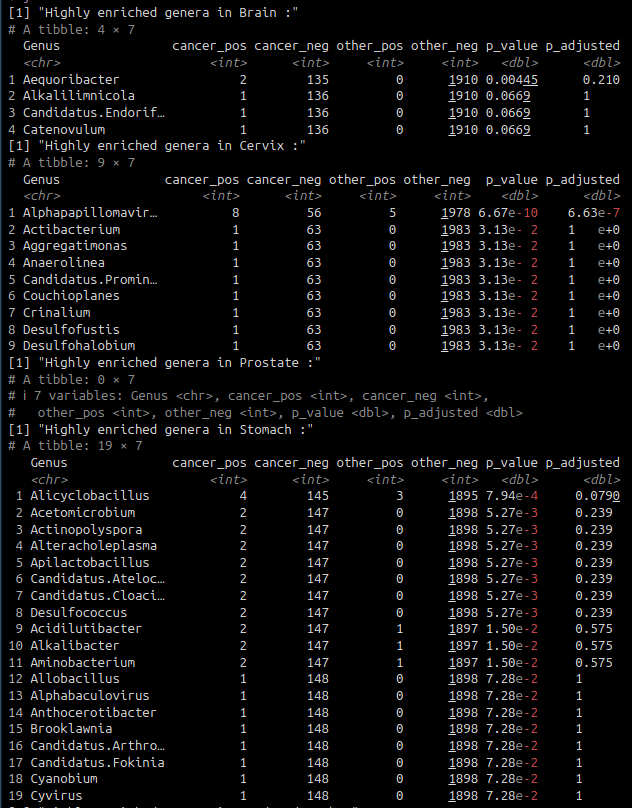 [1] "Highly enriched genera in Brain :"
# A tibble: 4 × 7
  Genus cancer_pos cancer_neg other_pos other_neg p_value p_adjusted
  <chr> <int> <int> <int> <int> <dbl> <dbl>
1 Aequoribacter 2 135 0 1910 0.00445 0.210
2 Alkalilimnicola 1 136 0 1910 0.0669 1
3 Candidatus.Endorif… 1 136 0 1910 0.0669 1
4 Catenovulum 1 136 0 1910 0.0669 1
[1] "Highly enriched genera in Cervix :"
# A tibble: 9 × 7
  Genus cancer_pos cancer_neg other_pos other_neg p_value p_adjusted
  <chr> <int> <int> <int> <int> <dbl> <dbl>
1 Alphapapillomavir… 8 56 5 1978 6.67e-10 6.63e-7
2 Actibacterium 1 63 0 1983 3.13e- 2 1 e+0
3 Aggregatimonas 1 63 0 1983 3.13e- 2 1 e+0
4 Anaerolinea 1 63 0 1983 3.13e- 2 1 e+0
5 Candidatus.Promin… 1 63 0 1983 3.13e- 2 1 e+0
6 Couchioplanes 1 63 0 1983 3.13e- 2 1 e+0
7 Crinalium 1 63 0 1983 3.13e- 2 1 e+0
8 Desulfofustis 1 63 0 1983 3.13e- 2 1 e+0
9 Desulfohalobium 1 63 0 1983 3.13e- 2 1 e+0
[1] "Highly enriched genera in Prostate :"
# A tibble: 0 × 7
# i 7 variables: Genus <chr>, cancer_pos <int>, cancer_neg <int>,
#   other_pos <int>, other_neg <int>, p_value <dbl>, p_adjusted <dbl>
[1] "Highly enriched genera in Stomach :"
# A tibble: 19 × 7
   Genus cancer_pos cancer_neg other_pos other_neg p_value p_adjusted
   <chr> <int> <int> <int> <int> <dbl> <dbl>
 1 Alicyclobacillus 4 145 3 1895 7.94e-4 0.0790
 2 Acetomicrobium 2 147 0 1898 5.27e-3 0.239
 3 Actinopolyspora 2 147 0 1898 5.27e-3 0.239
 4 Alteracholeplasma 2 147 0 1898 5.27e-3 0.239
 5 Apilactobacillus 2 147 0 1898 5.27e-3 0.239
 6 Candidatus.Ateloc… 2 147 0 1898 5.27e-3 0.239
 7 Candidatus.Cloaci… 2 147 0 1898 5.27e-3 0.239
 8 Desulfococcus 2 147 0 1898 5.27e-3 0.239
 9 Acidilutibacter 2 147 1 1897 1.50e-2 0.575
10 Alkalibacter 2 147 1 1897 1.50e-2 0.575
11 Aminobacterium 2 147 1 1897 1.50e-2 0.575
12 Allobacillus 1 148 0 1898 7.28e-2 1
13 Alphabaculovirus 1 148 0 1898 7.28e-2 1
14 Anthocerotibacter 1 148 0 1898 7.28e-2 1
15 Brooklawnia 1 148 0 1898 7.28e-2 1
16 Candidatus.Arthro… 1 148 0 1898 7.28e-2 1
17 Candidatus.Fokinia 1 148 0 1898 7.28e-2 1
18 Cyanobium 1 148 0 1898 7.28e-2 1
19 Cyvirus 1 148 0 1898 7.28e-2 1